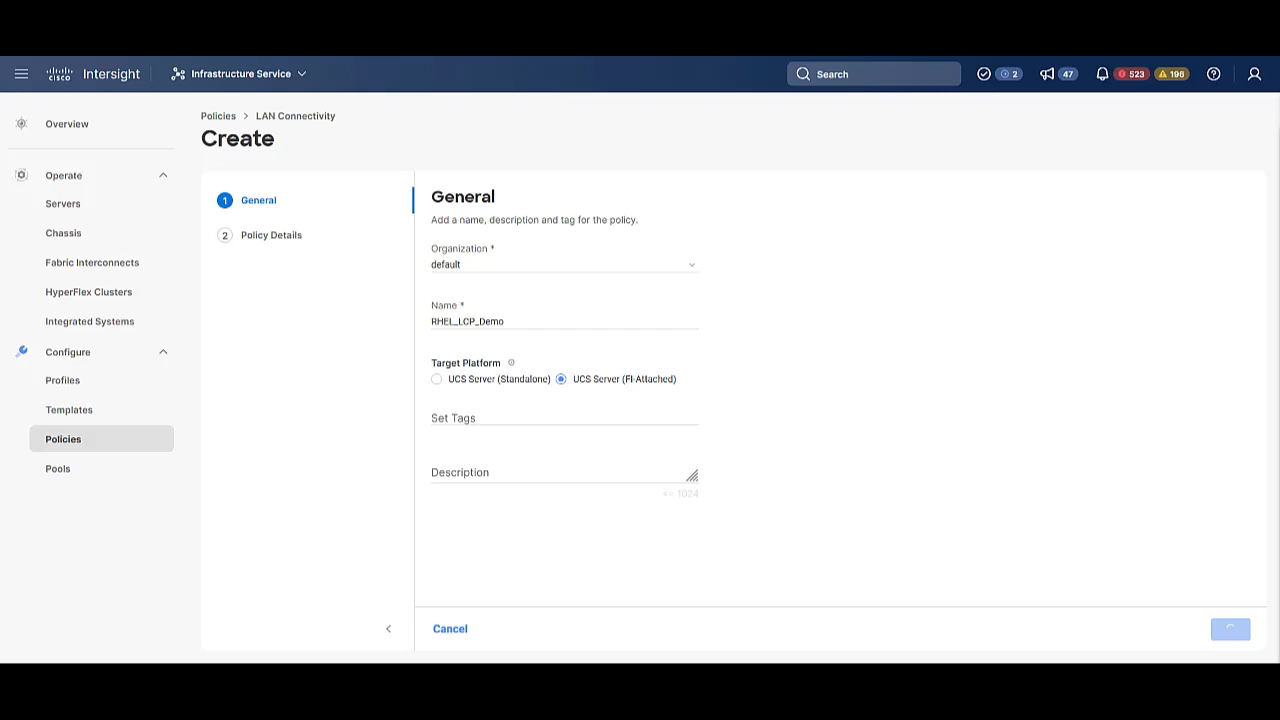 cisco Intersight Infrastructure Service Search 2 47 523 196
Overview
Operate
Servers
Chassis
Fabric Interconnects
HyperFlex Clusters
Integrated Systems
Configure
Profiles
Templates
Policies
Pools
Policies > LAN Connectivity
Create
1 General
2 Policy Details
General
Add a name, description and tag for the policy.
Organization *
default
Name *
RHEL_LCP_Demo
Target Platform
UCS Server (Standalone) UCS Server (FI-Attached)
Set Tags
Description
<= 1024
Cancel